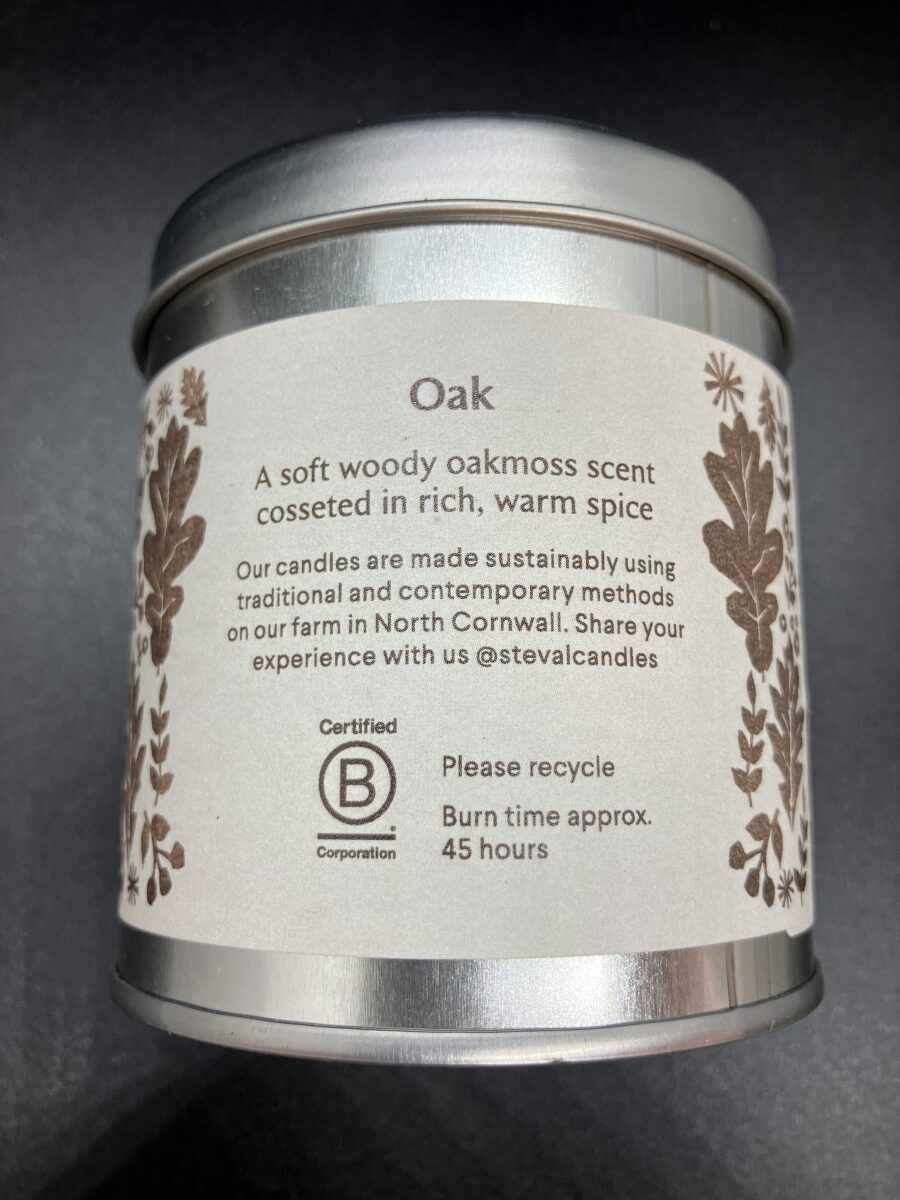 Oak
A soft woody oakmoss scent
cosseted in rich, warm spice
Our candles are made sustainably using
traditional and contemporary methods
on our farm in North Cornwall. Share your
experience with us @stevalcandles
Certified
B
Corporation
Please recycle
Burn time approx.
45 hours